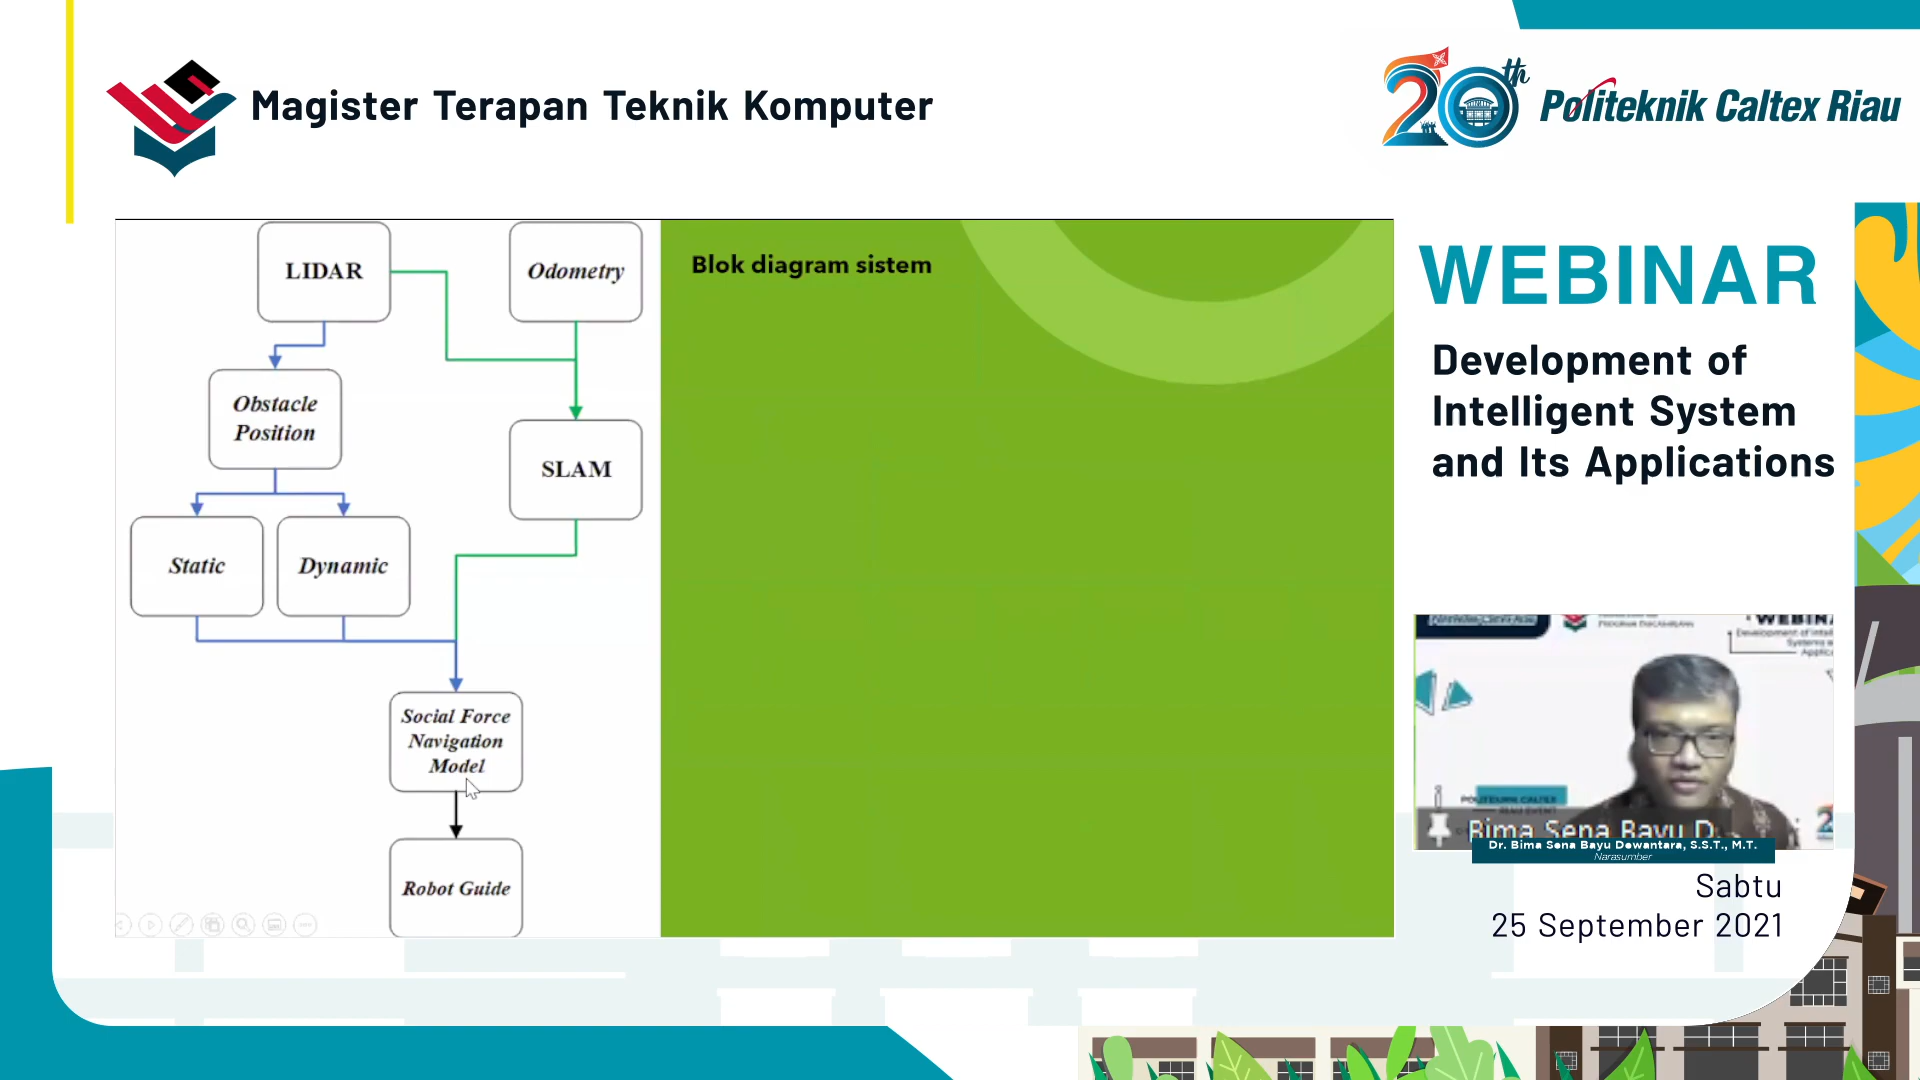 Magister Terapan Teknik Komputer
20th
Politeknik Caltex Riau
LIDAR
Odometry
Obstacle
Position
SLAM
Static
Dynamic
Social Force
Navigation
Model
Robot Guide
Blok diagram sistem
WEBINAR
Development of
Intelligent System
and Its Applications
Bima Sena Bayu D
Dr. Bima Sena Bayu Dewantara, S.S.T., M.T.
Narasumber
Sabtu
25 September 2021